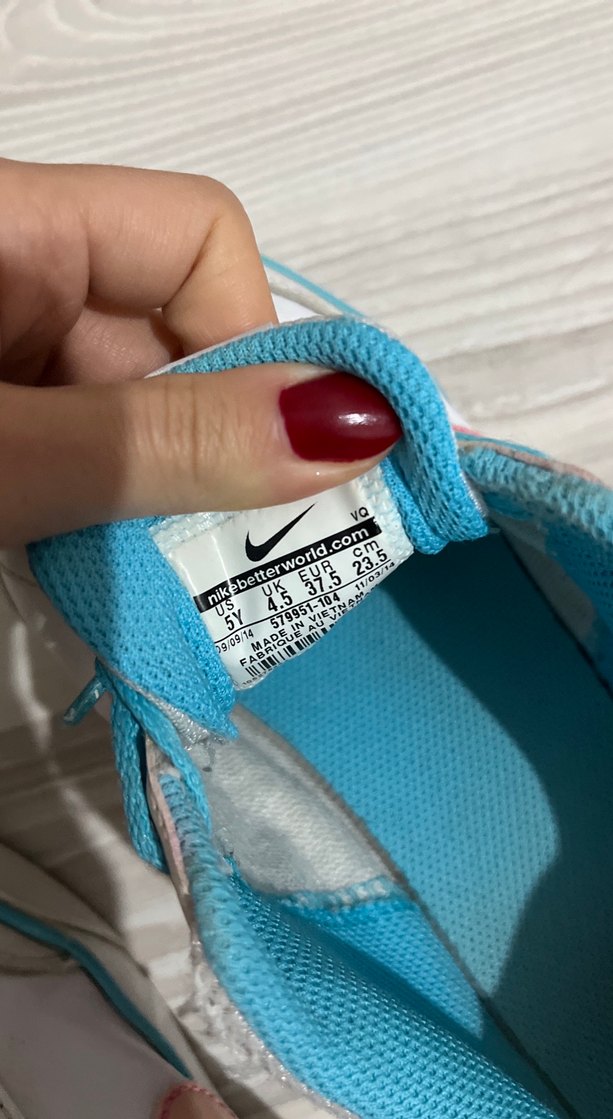 VQ
nikebetterworld.com
US UK EUR cm
5Y 4.5 37.5 23.5
579951-104
09/09/14 11/03/14
MADE IN VIETNAM
FABRIQUE AU